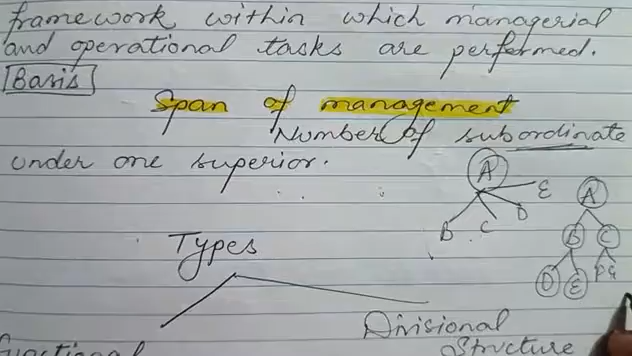 framework within which managerial
and operational tasks are performed.
Basis
Span of management
Number of subordinate
under one superior.
A
E
B C D
A
B C
D E
Types
Divisional
Structure
Functional